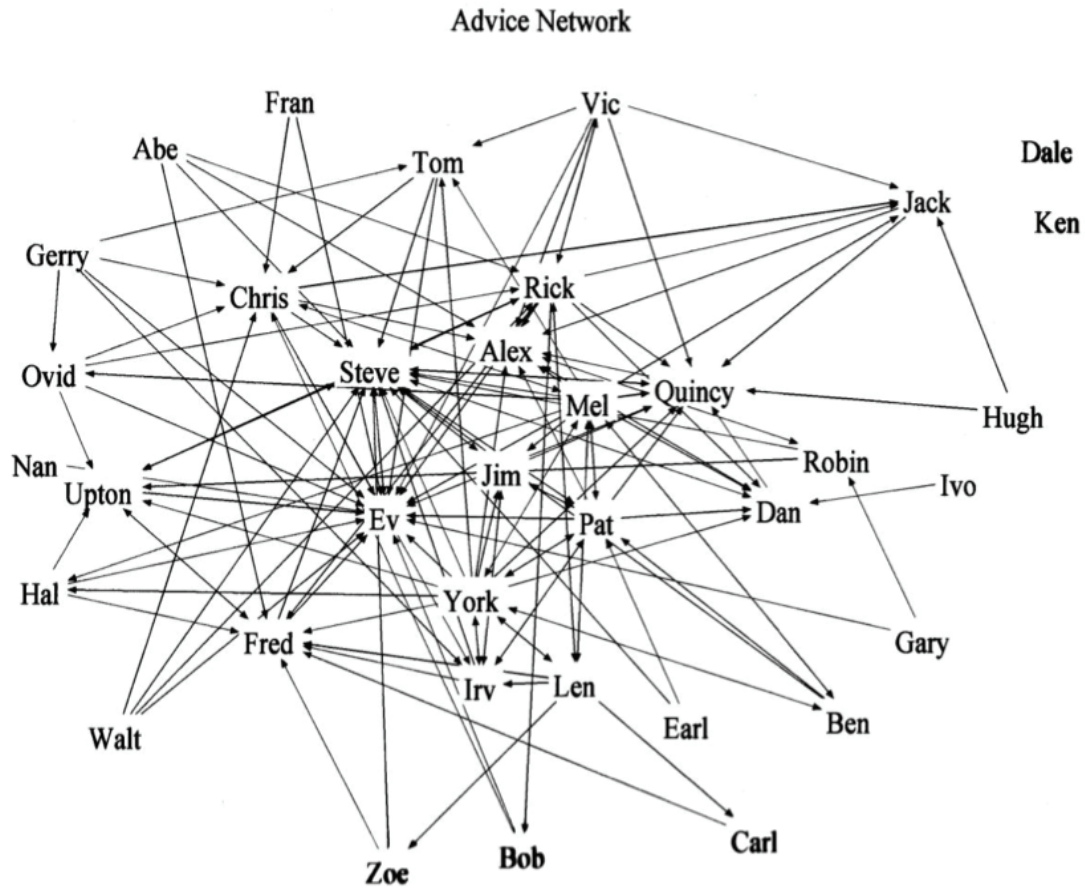 Advice Network
Fran
Vic
Abe
Tom
Dale
Jack
Ken
Gerry
Chris
Rick
Alex
Steve
Ovid
Mel
Quincy
Hugh
Nan
Upton
Jim
Robin
Ivo
Ev
Pat
Dan
Hal
York
Fred
Irv
Len
Gary
Walt
Earl
Ben
Carl
Zoe
Bob